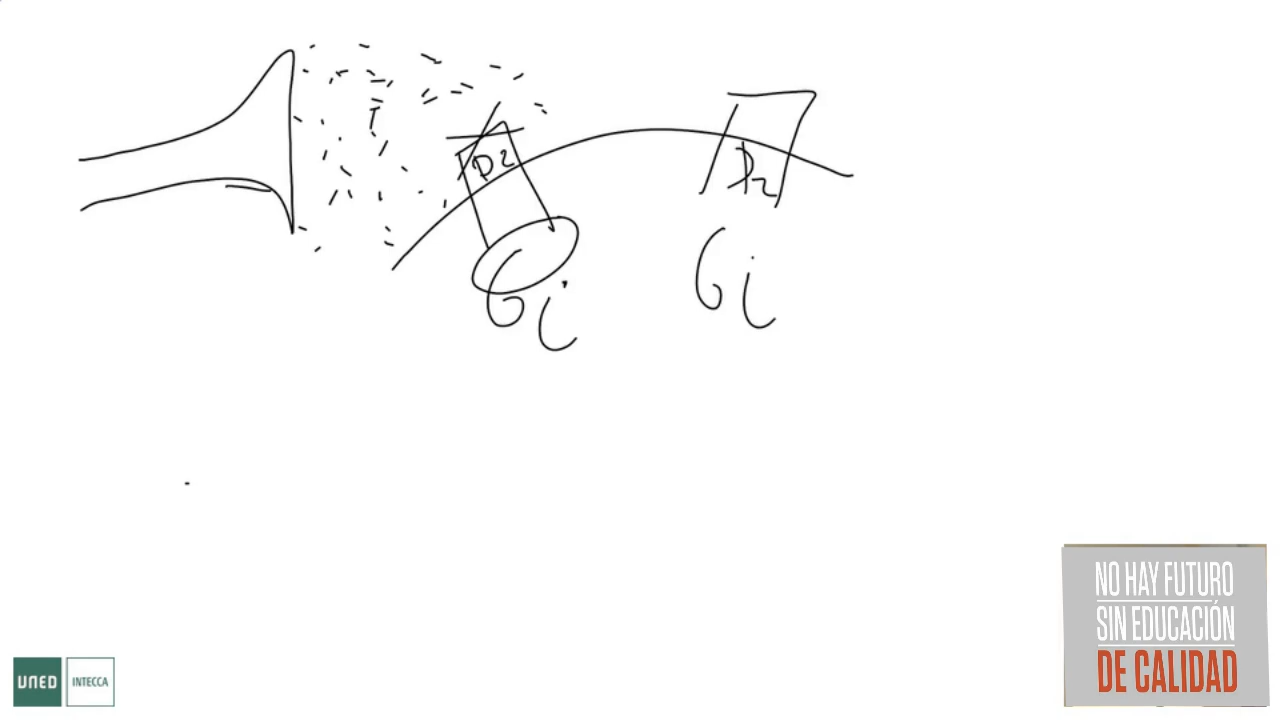 D2
D2
Gi
Gi
NO HAY FUTURO
SIN EDUCACIÓN
DE CALIDAD
UNED
INTECCA